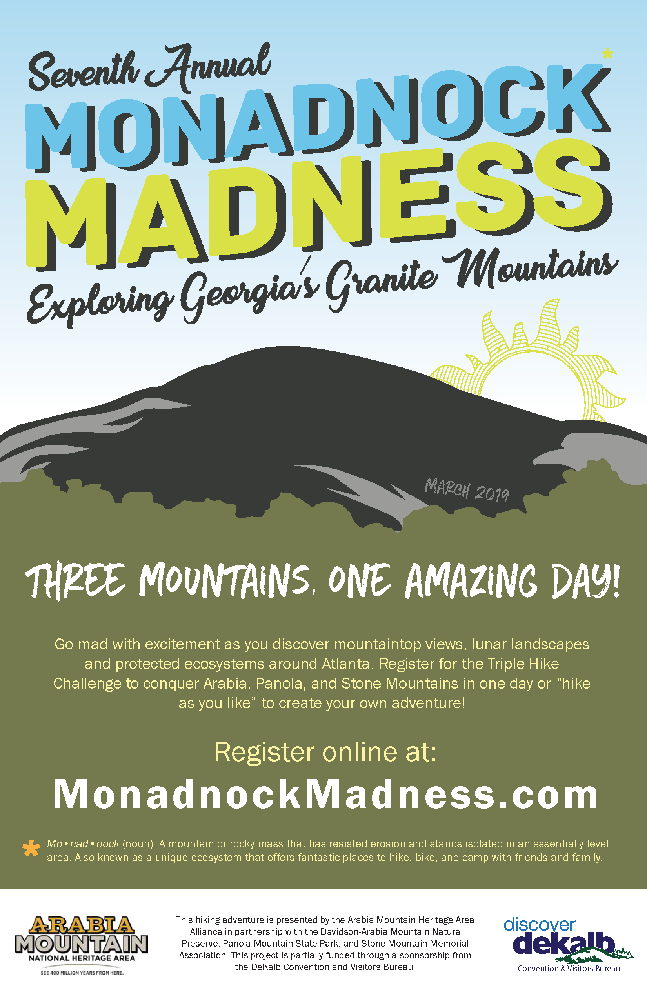 Seventh Annual
MONADNOCK*
MADNESS
Exploring Georgia's Granite Mountains
MARCH 2019
THREE MOUNTAINS, ONE AMAZING DAY!
Go mad with excitement as you discover mountaintop views, lunar landscapes
and protected ecosystems around Atlanta. Register for the Triple Hike
Challenge to conquer Arabia, Panola, and Stone Mountains in one day or “hike
as you like” to create your own adventure!
Register online at:
MonadnockMadness.com
* Mo•nad•nock (noun): A mountain or rocky mass that has resisted erosion and stands isolated in an essentially level
area. Also known as a unique ecosystem that offers fantastic places to hike, bike, and camp with friends and family.
ARABIA
MOUNTAIN
NATIONAL HERITAGE AREA
SEE 400 MILLION YEARS FROM HERE.
This hiking adventure is presented by the Arabia Mountain Heritage Area
Alliance in partnership with the Davidson-Arabia Mountain Nature
Preserve, Panola Mountain State Park, and Stone Mountain Memorial
Association. This project is partially funded through a sponsorship from
the DeKalb Convention and Visitors Bureau.
discover
dekalb
Convention & Visitors Bureau